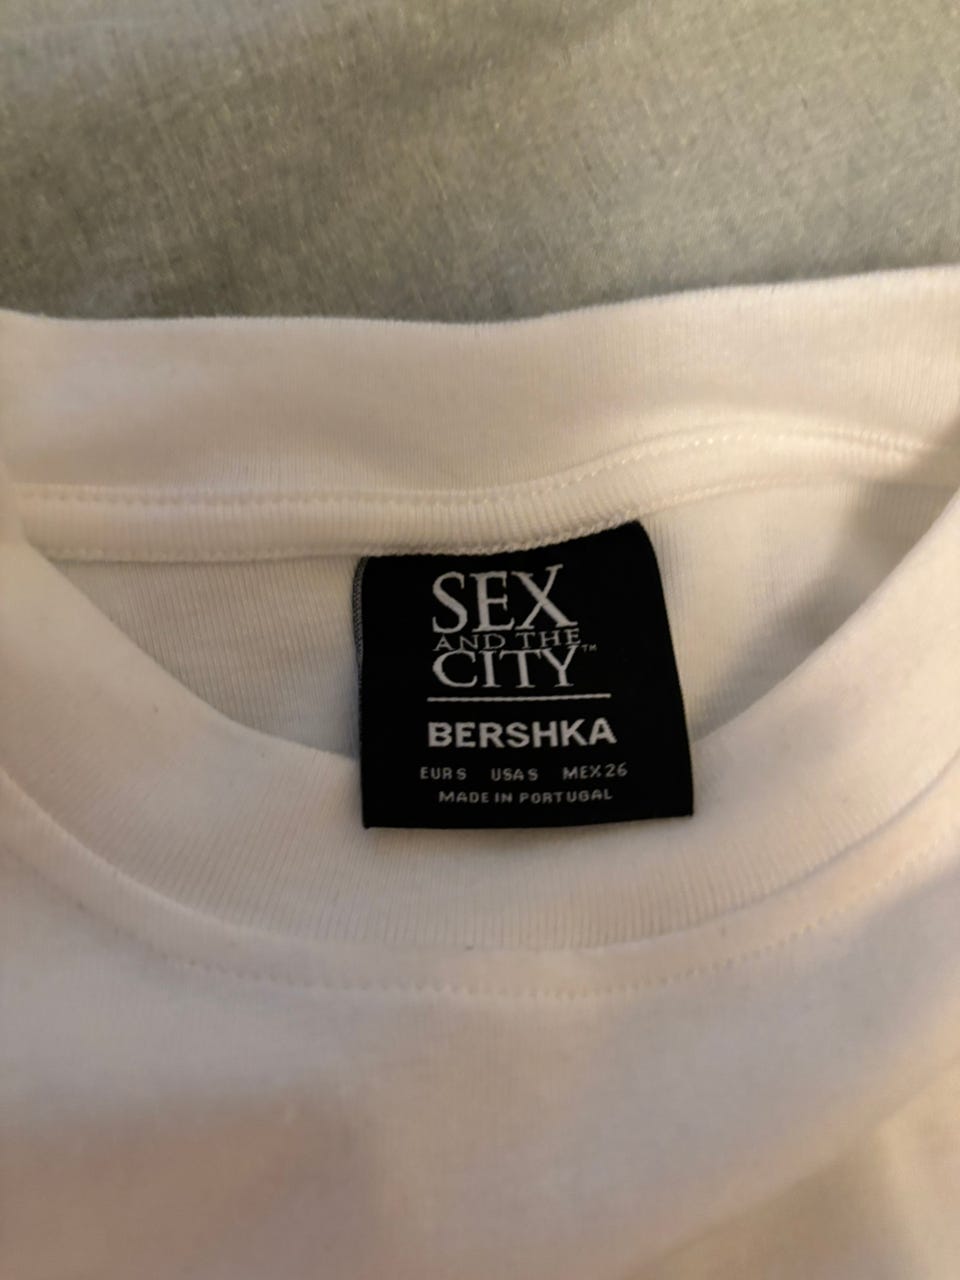 SEX
AND THE
CITY™
BERSHKA
EUR S USA S MEX 26
MADE IN PORTUGAL